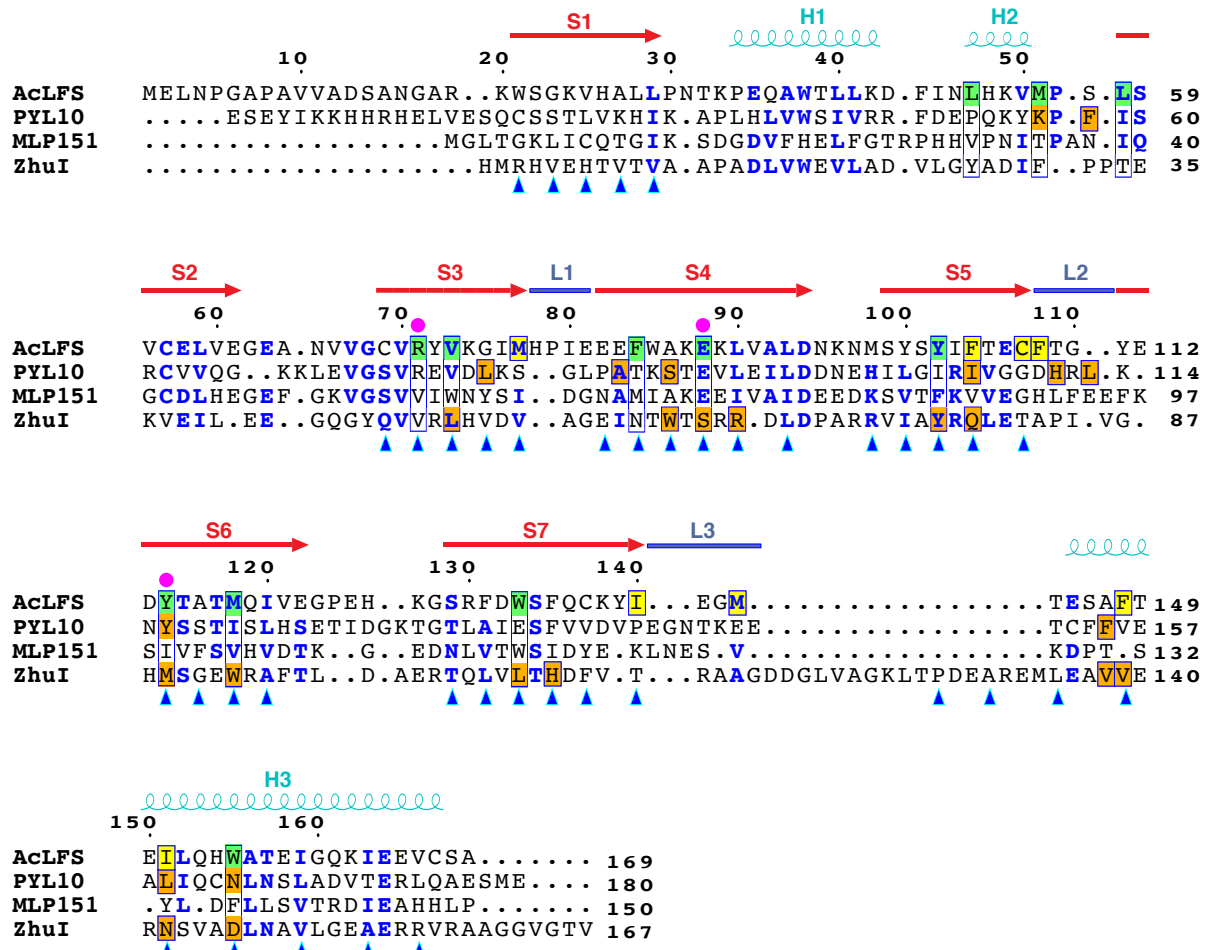 S1 H1 H2
10 20 30 40 50
AcLFS MELNPGAPAVVADSANGAR..KWSGKVHALLPNTKPEQAWTLLKD.FINLHKVMP.S.LS 59
PYL10 .....ESEYIKKHHRHELVESQCSSTLVKHIK.APLHLVWSIVRR.FDEPQKYKP.F.IS 60
MLP151 ..................MGLTGKLICQTGIK.SDGDVFHELFGTRPHHVPNITPAN.IQ 40
ZhuI ....................HMRHVEHTVTVA.APADLVWEVLAD.VLGYADIF..PPTE 35
S2 S3 L1 S4 S5 L2
60 70 80 90 100 110
AcLFS VCELVEGEA.NVVGCVRYVKGIMHPIEEEFWAKEKLVALDNKNMSYSYIFTECFTG..YE 112
PYL10 RCVVQG..KKLEVGSVREVDLKS..GLPATKSTEVLEILDDNEHILGIRIVGGDHRL.K. 114
MLP151 GCDLHEGEF.GKVGSVVIWNYSI..DGNAMIAKEEIVAIDEEDKSVTFKVVEGHLFEEFK 97
ZhuI KVEIL.EE..GQGYQVVRLHVDV..AGEINTWTSRR.DLDPARRVIAYRQLETAPI.VG. 87
S6 S7 L3
120 130 140
AcLFS DYTATMQIVEGPEH..KGSRFDWSFQCKYI...EGM.................TESAFT 149
PYL10 NYSSTISLHSETIDGKTGTLAIESFVVDVPEGNTKEE................TCFFVE 157
MLP151 SIVFSVHVDTK..G..EDNLVTWSIDYE.KLNES.V.................KDPT.S 132
ZhuI HMSGEWRAFTL..D.AERTQLVLTHDFV.T...RAAGDDGLVAGKLTPDEAREMLEAVVE 140
H3
150 160
AcLFS EILQHWATEIGQKIEEVCSA....... 169
PYL10 ALIQCNLNSLADVTERLQAESME.... 180
MLP151 .YL.DFLLSVTRDIEAHHLP....... 150
ZhuI RNSVADLNAVLGEAERRVRAAGGVGTV 167